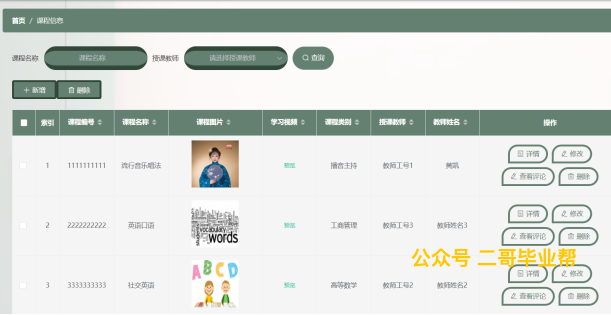 首页 / 课程信息
课程名称 课程名称 授课教师 请选择授课教师 查询
新增 删除
索引 课程编号 课程名称 课程图片 学习视频 课程类别 授课教师 教师姓名 操作
1 1111111111 流行音乐唱法 播音主持 教师工号1 详情 修改
查看评论 删除
2 2222222222 英语口语 vocabulary words 工商管理 教师工号3 教师姓名3 详情 修改
查看评论 删除
公众号 二哥毕业帮
3 3333333333 社交英语 A B C D 高等数学 教师工号2 教师姓名2 详情 修改
查看评论 删除